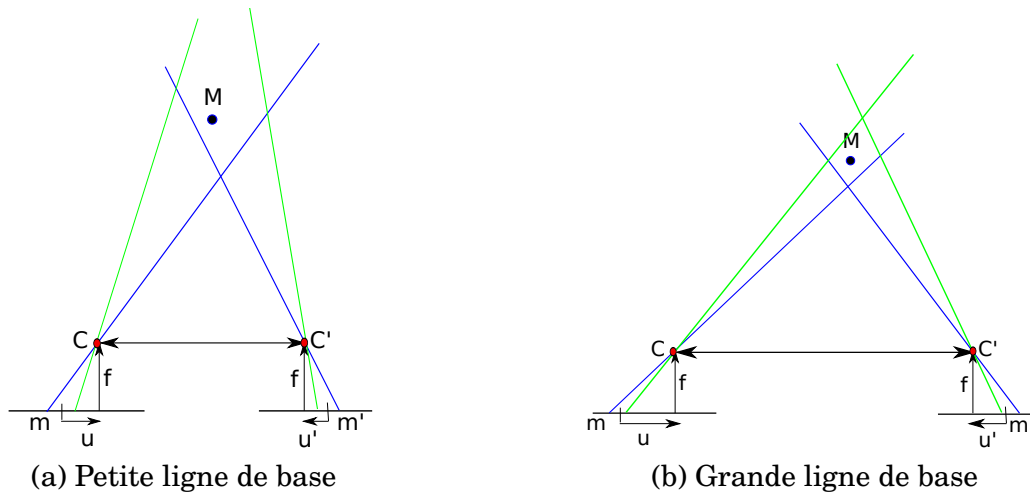 M
C
C'
f
f
m
u
u'
m'
(a) Petite ligne de base
M
C
C'
f
f
m
u
u'
m
(b) Grande ligne de base